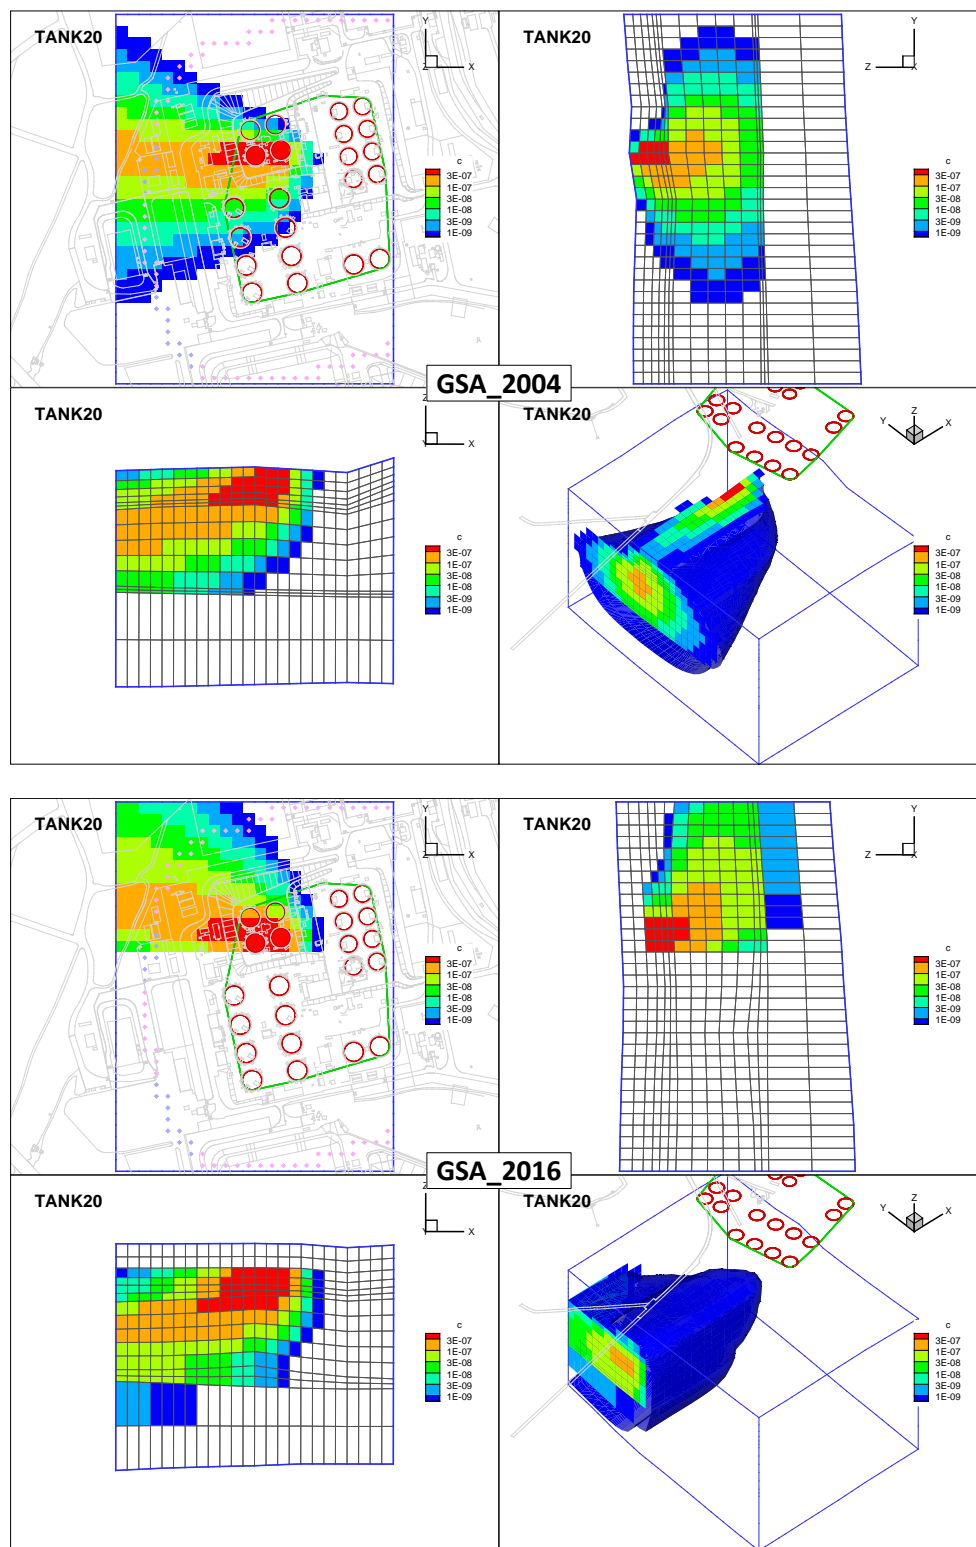 TANK20
Y
Z
X
c
3E-07
1E-07
3E-08
1E-08
3E-09
1E-09
TANK20
Y
Z
X
c
3E-07
1E-07
3E-08
1E-08
3E-09
1E-09
GSA_2004
TANK20
Z
Y
X
c
3E-07
1E-07
3E-08
1E-08
3E-09
1E-09
TANK20
Z
Y
X
c
3E-07
1E-07
3E-08
1E-08
3E-09
1E-09
TANK20
Y
Z
X
c
3E-07
1E-07
3E-08
1E-08
3E-09
1E-09
TANK20
Y
Z
X
c
3E-07
1E-07
3E-08
1E-08
3E-09
1E-09
GSA_2016
TANK20
Z
Y
X
c
3E-07
1E-07
3E-08
1E-08
3E-09
1E-09
TANK20
Z
Y
X
c
3E-07
1E-07
3E-08
1E-08
3E-09
1E-09